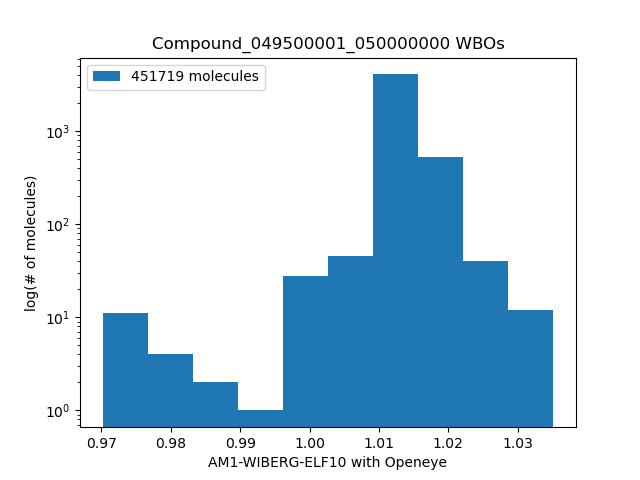 Compound_049500001_050000000 WBOs
451719 molecules
log(# of molecules)
10³
10²
10¹
10⁰
0.97 0.98 0.99 1.00 1.01 1.02 1.03
AM1-WIBERG-ELF10 with Openeye